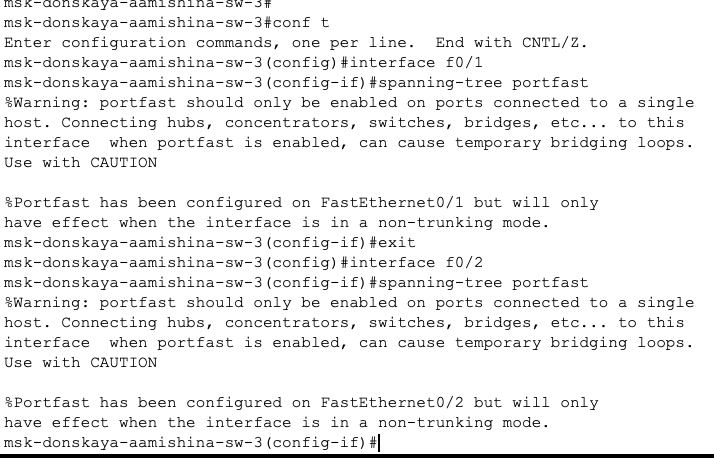 msk-donskaya-aamishina-sw-3#
msk-donskaya-aamishina-sw-3#conf t
Enter configuration commands, one per line.  End with CNTL/Z.
msk-donskaya-aamishina-sw-3(config)#interface f0/1
msk-donskaya-aamishina-sw-3(config-if)#spanning-tree portfast
%Warning: portfast should only be enabled on ports connected to a single
host. Connecting hubs, concentrators, switches, bridges, etc... to this
interface  when portfast is enabled, can cause temporary bridging loops.
Use with CAUTION

%Portfast has been configured on FastEthernet0/1 but will only
have effect when the interface is in a non-trunking mode.
msk-donskaya-aamishina-sw-3(config-if)#exit
msk-donskaya-aamishina-sw-3(config)#interface f0/2
msk-donskaya-aamishina-sw-3(config-if)#spanning-tree portfast
%Warning: portfast should only be enabled on ports connected to a single
host. Connecting hubs, concentrators, switches, bridges, etc... to this
interface  when portfast is enabled, can cause temporary bridging loops.
Use with CAUTION

%Portfast has been configured on FastEthernet0/2 but will only
have effect when the interface is in a non-trunking mode.
msk-donskaya-aamishina-sw-3(config-if)#